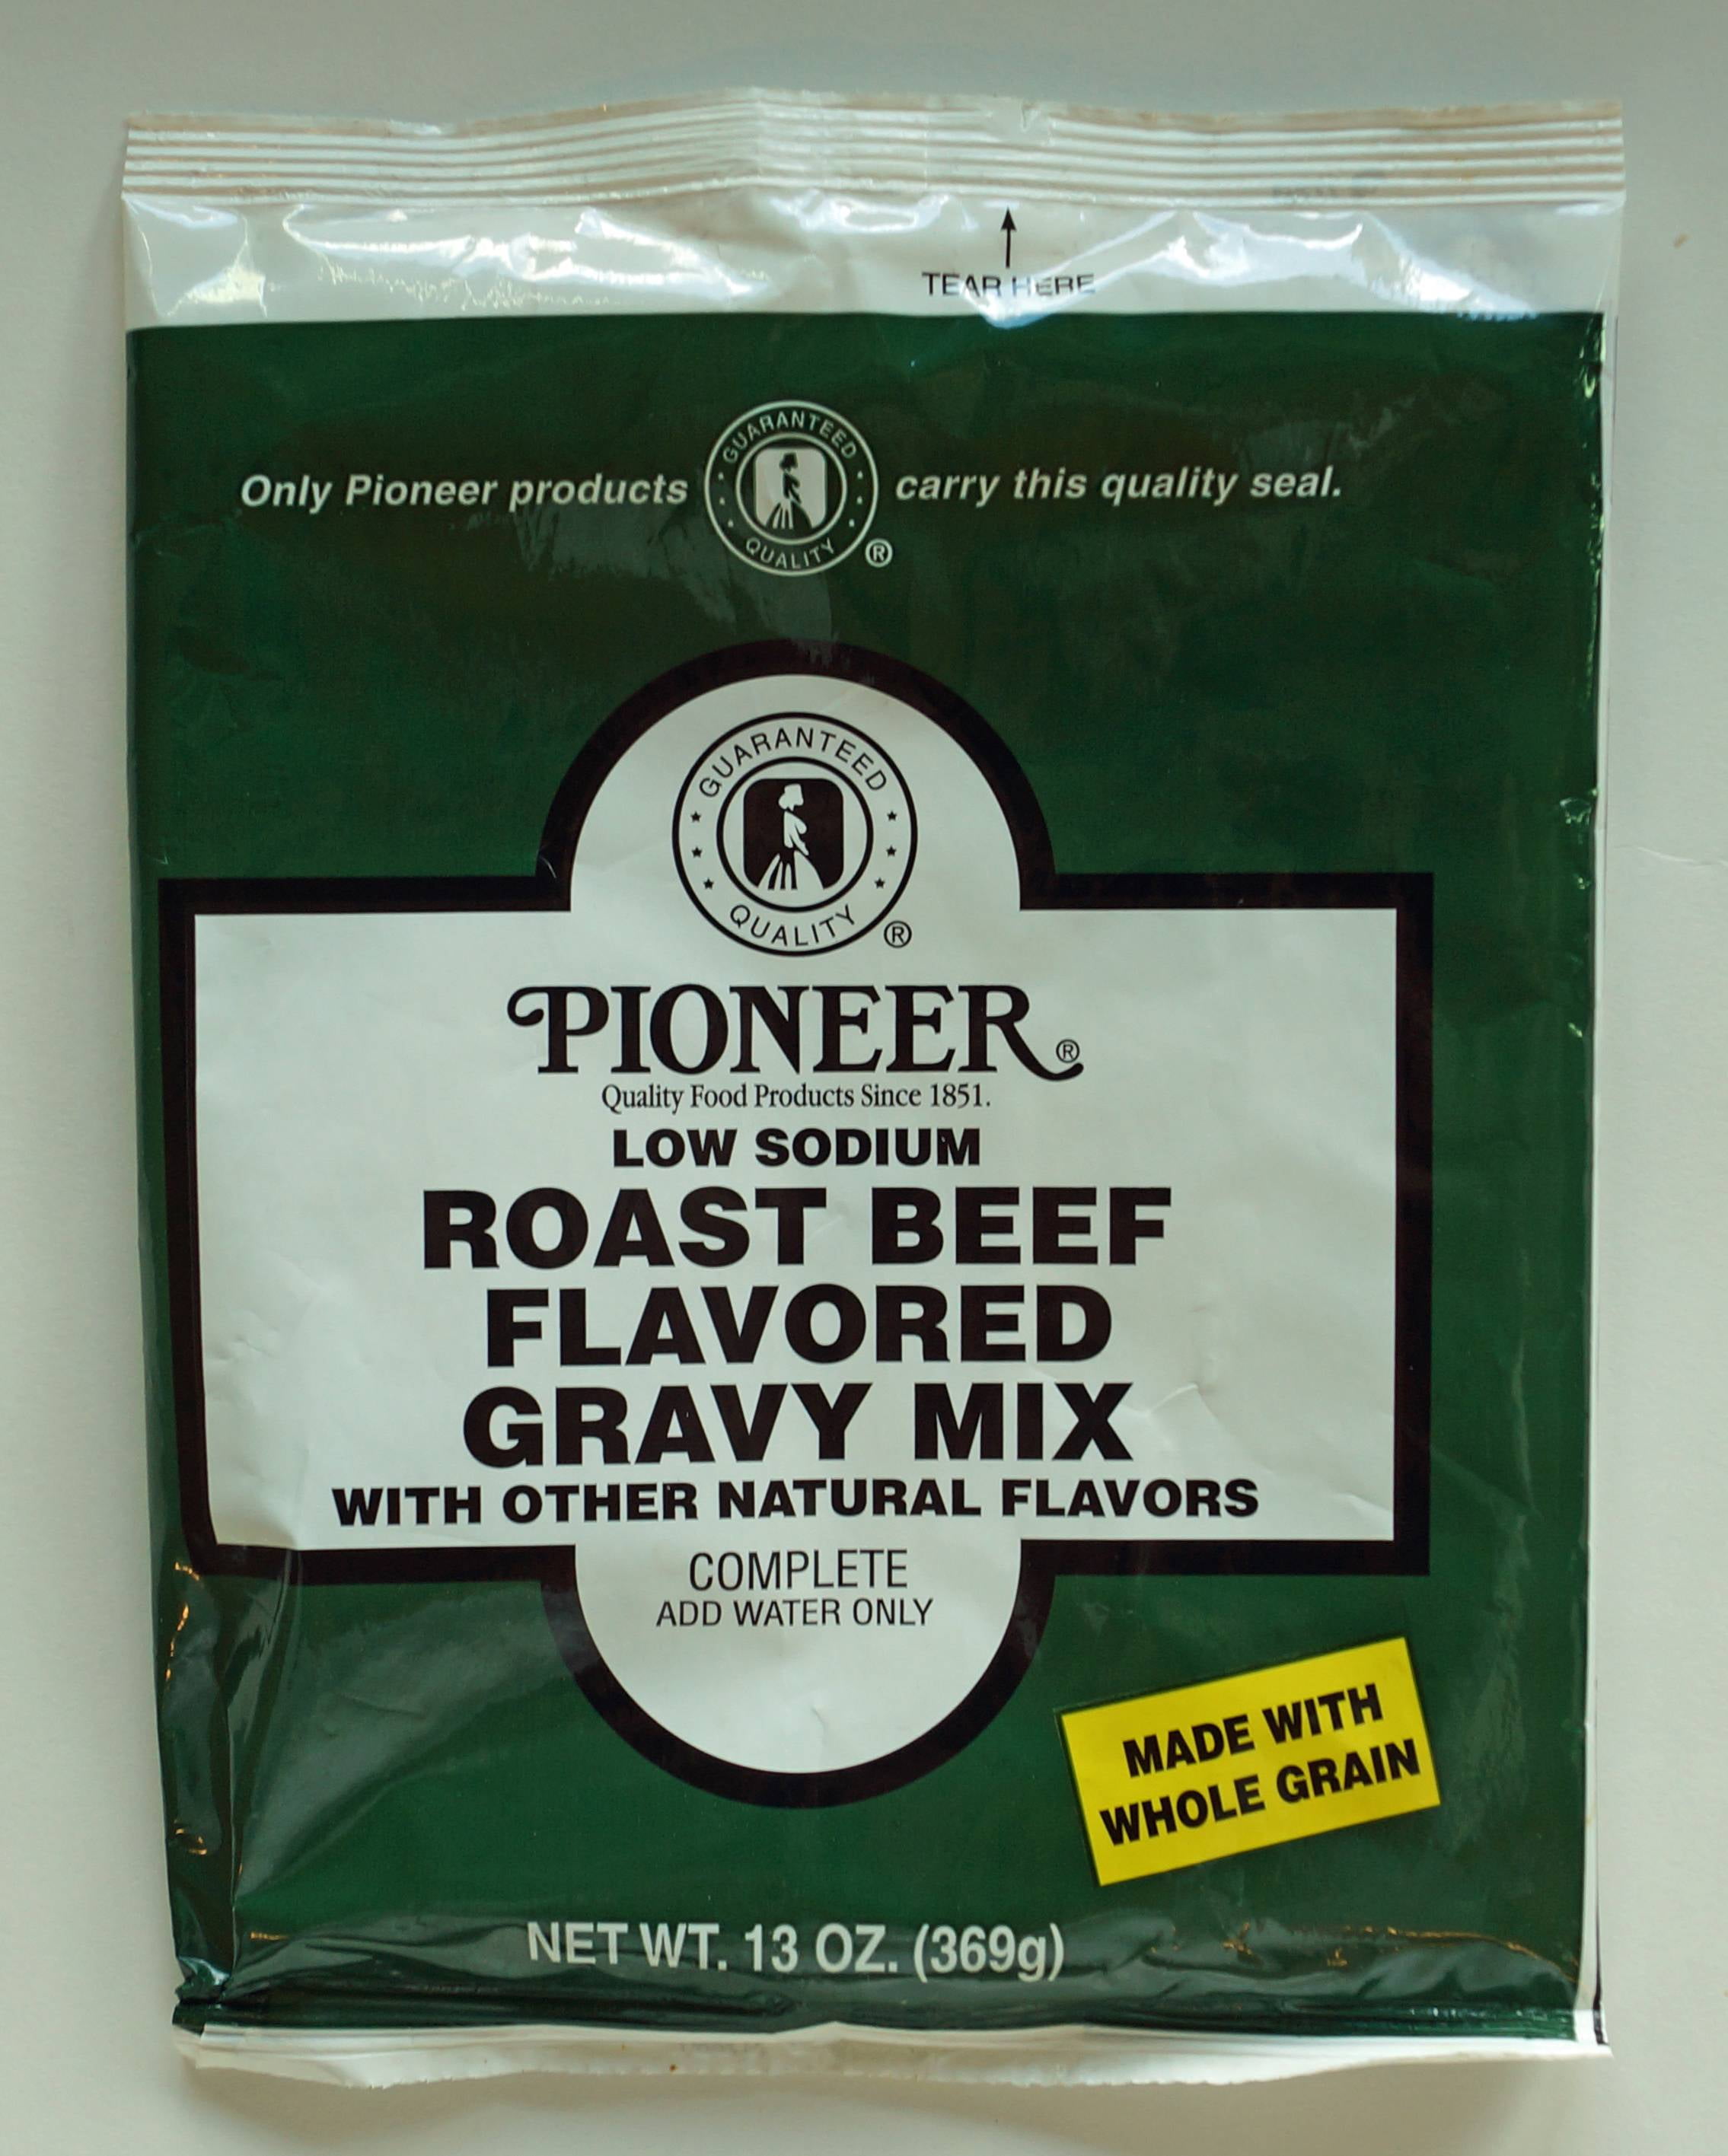 TEAR HERE
Only Pioneer products carry this quality seal.
GUARANTEED
QUALITY
®
GUARANTEED
QUALITY
®
PIONEER®
Quality Food Products Since 1851.
LOW SODIUM
ROAST BEEF
FLAVORED
GRAVY MIX
WITH OTHER NATURAL FLAVORS
COMPLETE
ADD WATER ONLY
MADE WITH
WHOLE GRAIN
NET WT. 13 OZ. (369g)